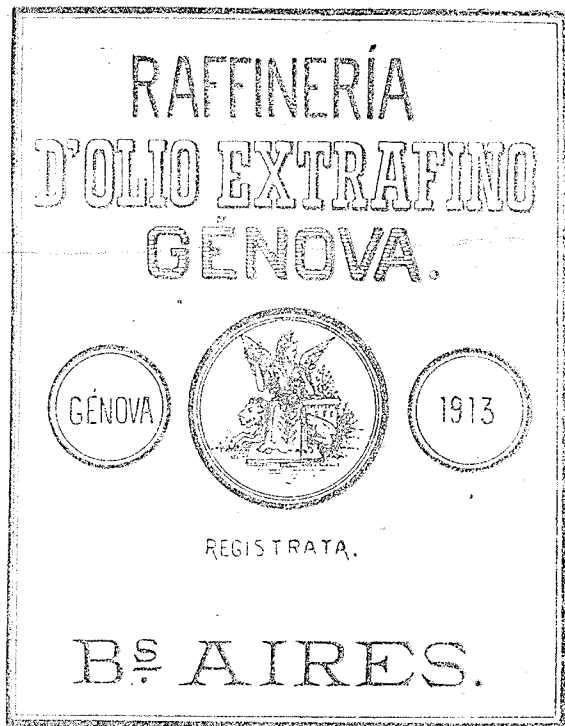 RAFFINERÍA
D'OLIO EXTRAFINO
GÉNOVA.
GÉNOVA
1913
REGISTRATA.
Bs. AIRES.